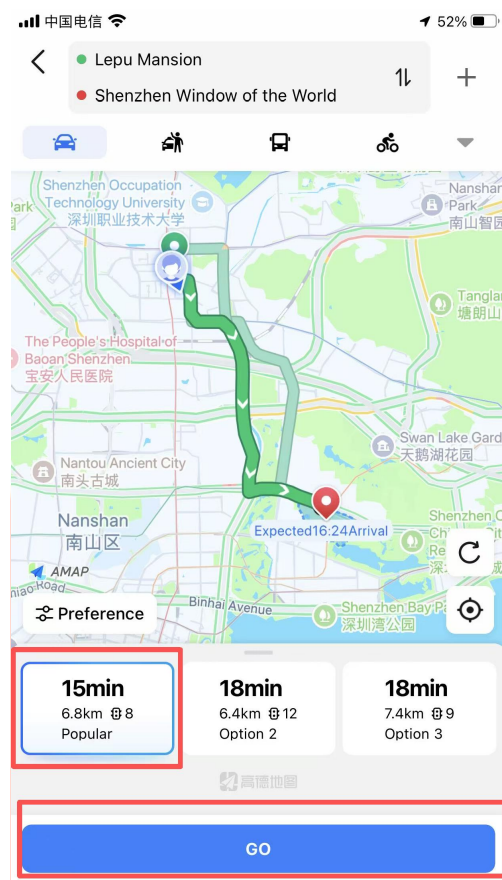 中国电信
52%
Lepu Mansion
Shenzhen Window of the World
Shenzhen Occupation
Technology University
深圳职业技术大学
Park
Nanshan
Park
南山智园
Tanglan
塘朗山
The People's Hospital of
Baoan Shenzhen
宝安人民医院
Swan Lake Gard
天鹅湖花园
Nantou Ancient City
南头古城
Nanshan
南山区
Expected16:24Arrival
Shenzhen
AMAP
Road
Binhai Avenue
Shenzhen Bay Pa
深圳湾公园
Preference
15min
6.8km 8
Popular
18min
6.4km 12
Option 2
18min
7.4km 9
Option 3
高德地图
GO